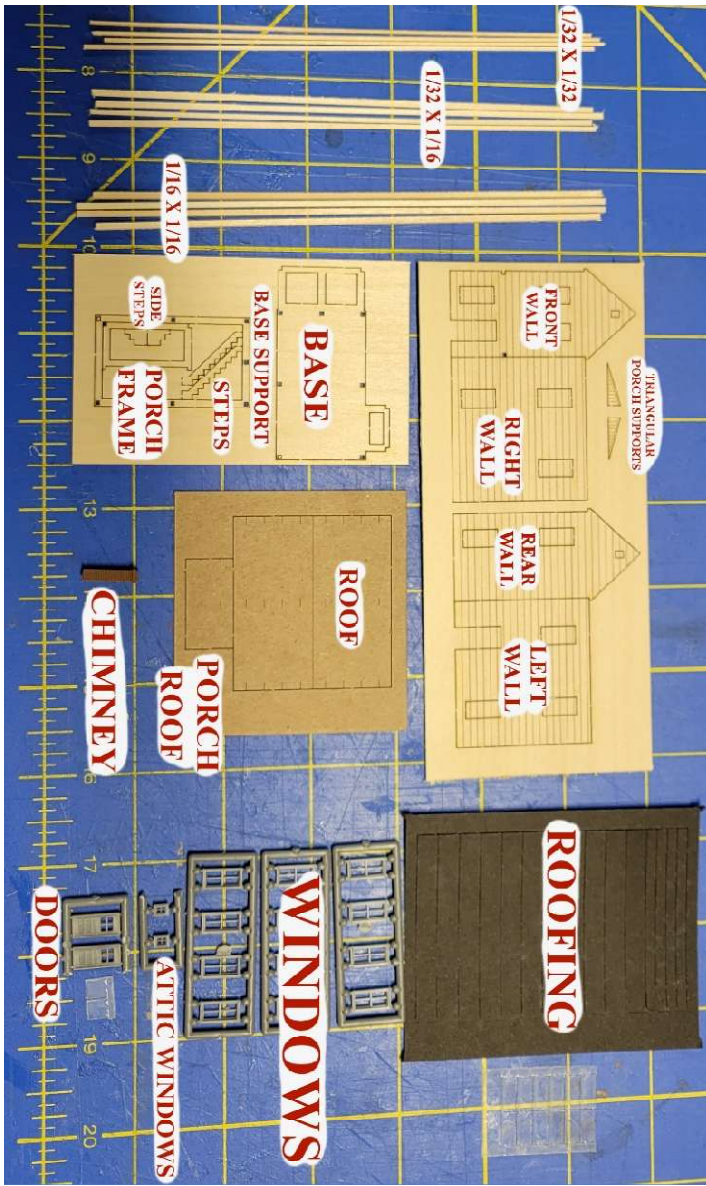 1/32 X 1/32
1/32 X 1/16
1/16 X 1/16
TRIANGULAR
PORCH SUPPORTS
FRONT
WALL
RIGHT
WALL
REAR
WALL
LEFT
WALL
BASE
BASE SUPPORT
STEPS
SIDE
STEPS
PORCH
FRAME
ROOF
PORCH
ROOF
CHIMNEY
ROOFING
WINDOWS
ATTIC WINDOWS
DOORS
8
9
10
13
16
17
19
20